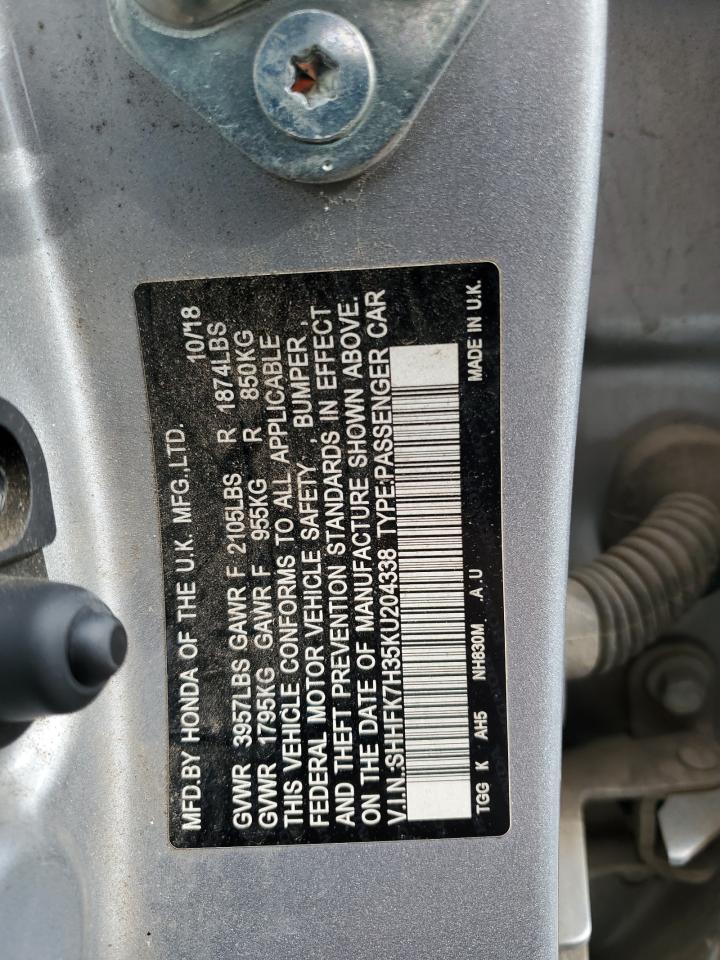 MFD.BY HONDA OF THE U.K. MFG.,LTD. 10/18
GVWR 3957LBS GAWR F 2105LBS R 1874LBS
GVWR 1795KG GAWR F 955KG R 850KG
THIS VEHICLE CONFORMS TO ALL APPLICABLE
FEDERAL MOTOR VEHICLE SAFETY , BUMPER ,
AND THEFT PREVENTION STANDARDS IN EFFECT
ON THE DATE OF MANUFACTURE SHOWN ABOVE.
V.I.N.:SHHFK7H35KU204338 TYPE:PASSENGER CAR
TGG K AH5 NH830M .A .U MADE IN U.K.